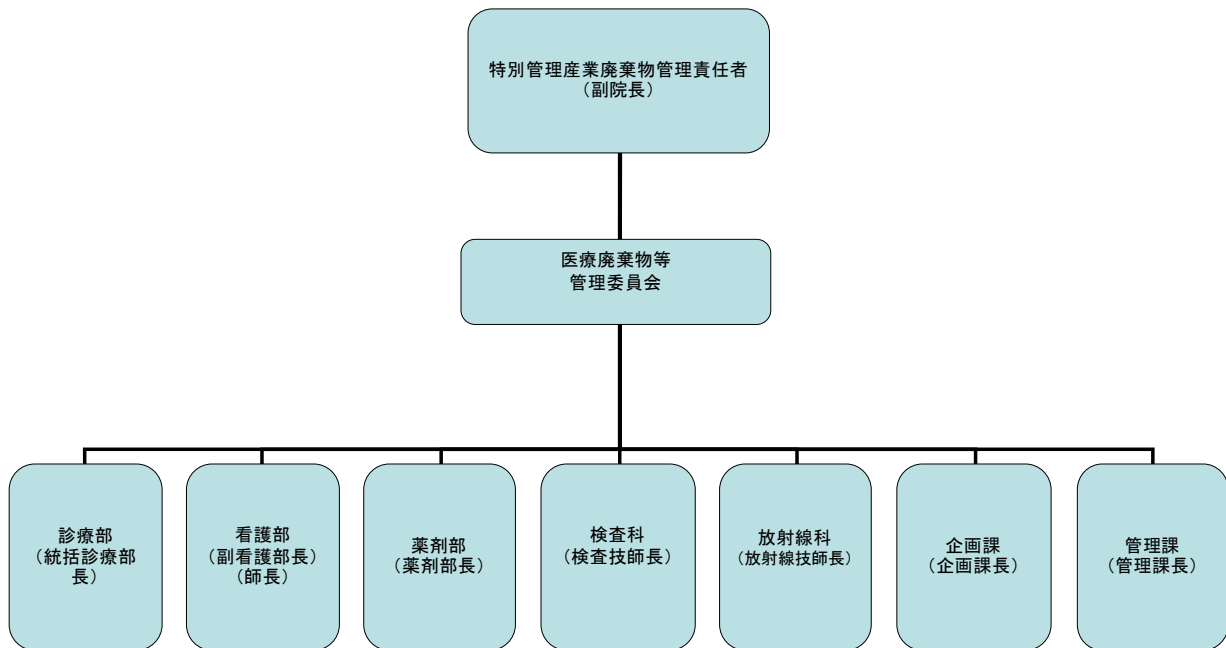 特別管理産業廃棄物管理責任者
（副院長）
医療廃棄物等
管理委員会
診療部
（統括診療部
長）
看護部
（副看護部長）
（師長）
薬剤部
（薬剤部長）
検査科
（検査技師長）
放射線科
（放射線技師長）
企画課
（企画課長）
管理課
（管理課長）